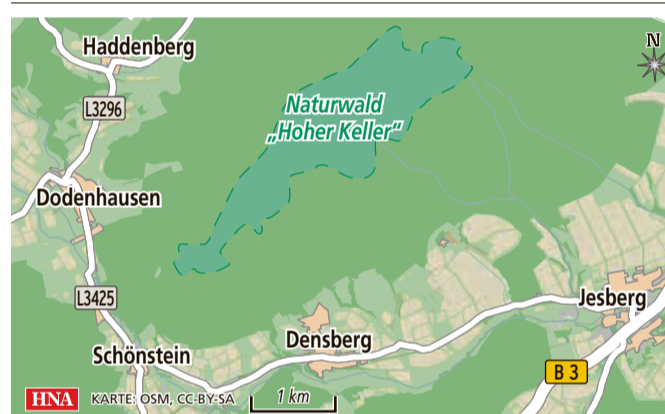 Haddenberg
N
L3296
Naturwald
„Hoher Keller“
Dodenhausen
L3425
Jesberg
Densberg
Schönstein
B 3
HNA KARTE: OSM, CC-BY-SA
1 km